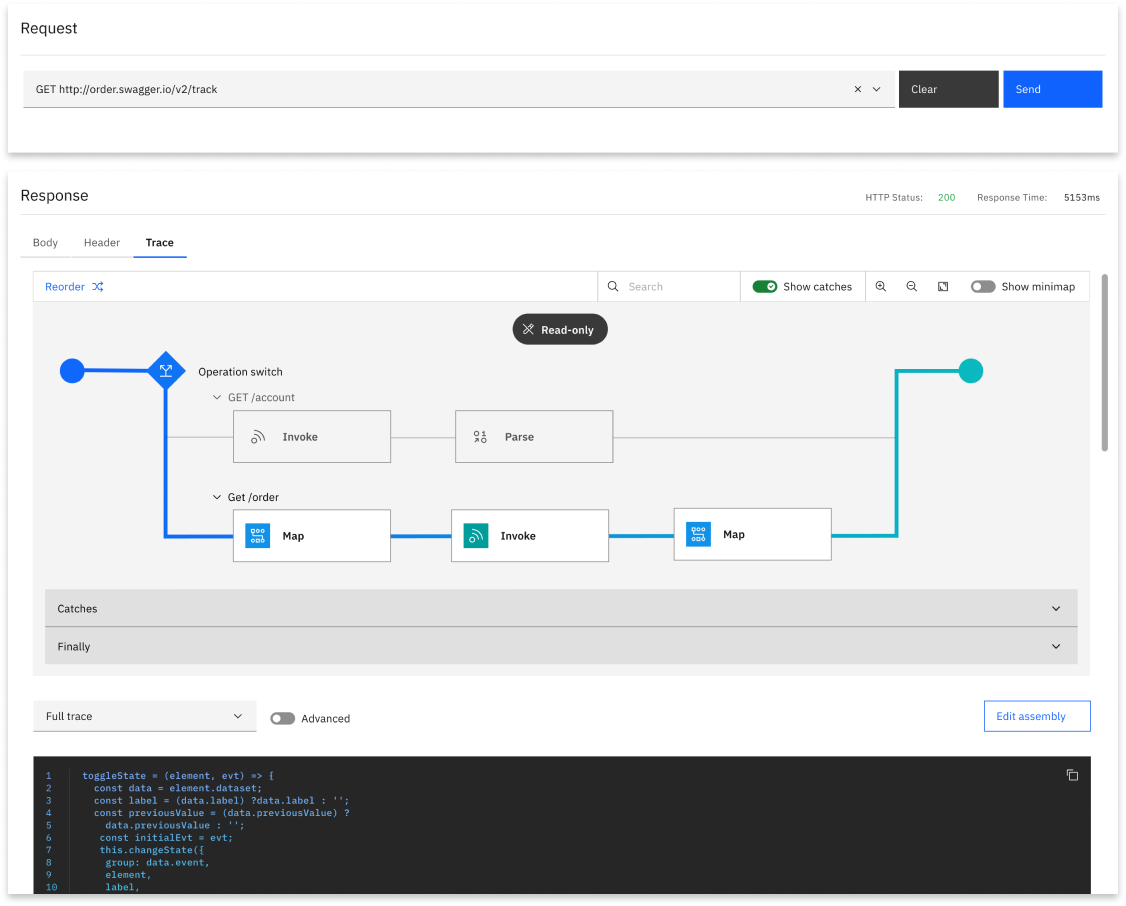 Request
GET http://order.swagger.io/v2/track
Clear
Send
Response
HTTP Status: 200 Response Time: 5153ms
Body Header Trace
Reorder
Search
Show catches
Show minimap
Read-only
Operation switch
GET /account
Invoke
Parse
Get /order
Map
Invoke
Map
Catches
Finally
Full trace
Advanced
Edit assembly
1 toggleState = (element, evt) => {
2 const data = element.dataset;
3 const label = (data.label) ?data.label : '';
4 const previousValue = (data.previousValue) ?
5 data.previousValue : '';
6 const initialEvt = evt;
7 this.changeState({
8 group: data.event,
9 element,
10 label,